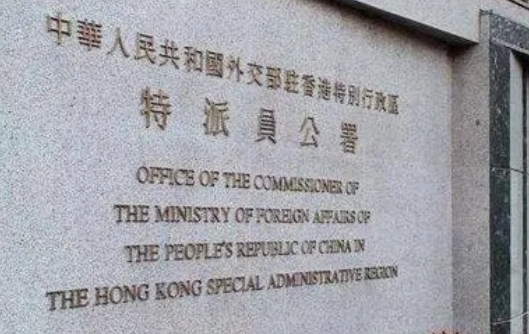 中華人民共和國外交部駐香港特別行政區
特派員公署
OFFICE OF THE COMMISSIONER OF
THE MINISTRY OF FOREIGN AFFAIRS OF
THE PEOPLE'S REPUBLIC OF CHINA IN
THE HONG KONG SPECIAL ADMINISTRATIVE REGION